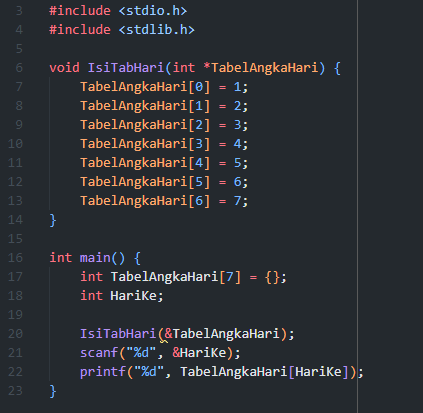 3 #include <stdio.h>
4 #include <stdlib.h>
5
6 void IsiTabHari(int *TabelAngkaHari) {
7     TabelAngkaHari[0] = 1;
8     TabelAngkaHari[1] = 2;
9     TabelAngkaHari[2] = 3;
10     TabelAngkaHari[3] = 4;
11     TabelAngkaHari[4] = 5;
12     TabelAngkaHari[5] = 6;
13     TabelAngkaHari[6] = 7;
14 }
15
16 int main() {
17     int TabelAngkaHari[7] = {};
18     int HariKe;
19
20     IsiTabHari(&TabelAngkaHari);
21     scanf("%d", &HariKe);
22     printf("%d", TabelAngkaHari[HariKe]);
23 }